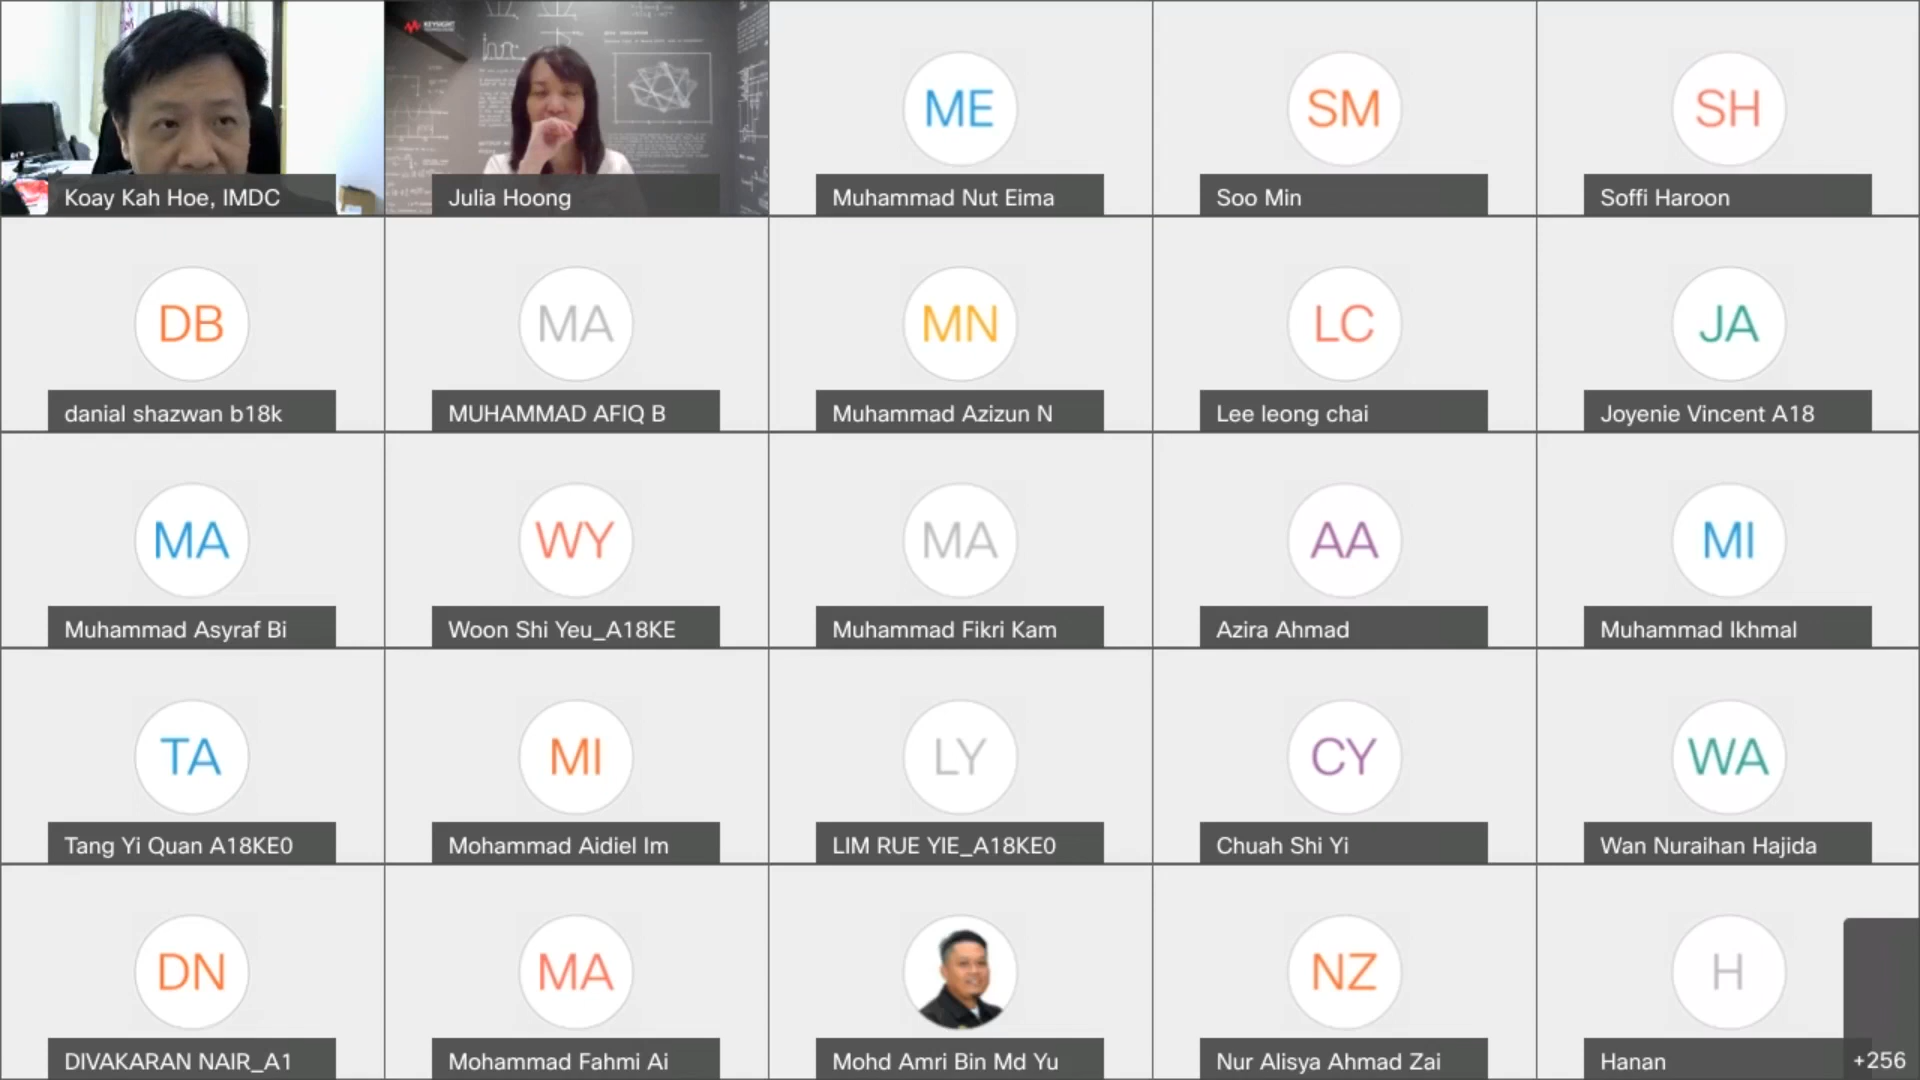 KEYSIGHT
TECHNOLOGIES
Koay Kah Hoe, IMDC
Julia Hoong
ME
Muhammad Nut Eima
SM
Soo Min
SH
Soffi Haroon
DB
danial shazwan b18k
MA
MUHAMMAD AFIQ B
MN
Muhammad Azizun N
LC
Lee leong chai
JA
Joyenie Vincent A18
MA
Muhammad Asyraf Bi
WY
Woon Shi Yeu_A18KE
MA
Muhammad Fikri Kam
AA
Azira Ahmad
MI
Muhammad Ikhmal
TA
Tang Yi Quan A18KE0
MI
Mohammad Aidiel Im
LY
LIM RUE YIE_A18KE0
CY
Chuah Shi Yi
WA
Wan Nuraihan Hajida
DN
DIVAKARAN NAIR_A1
MA
Mohammad Fahmi Ai
Mohd Amri Bin Md Yu
NZ
Nur Alisya Ahmad Zai
H
Hanan
+256